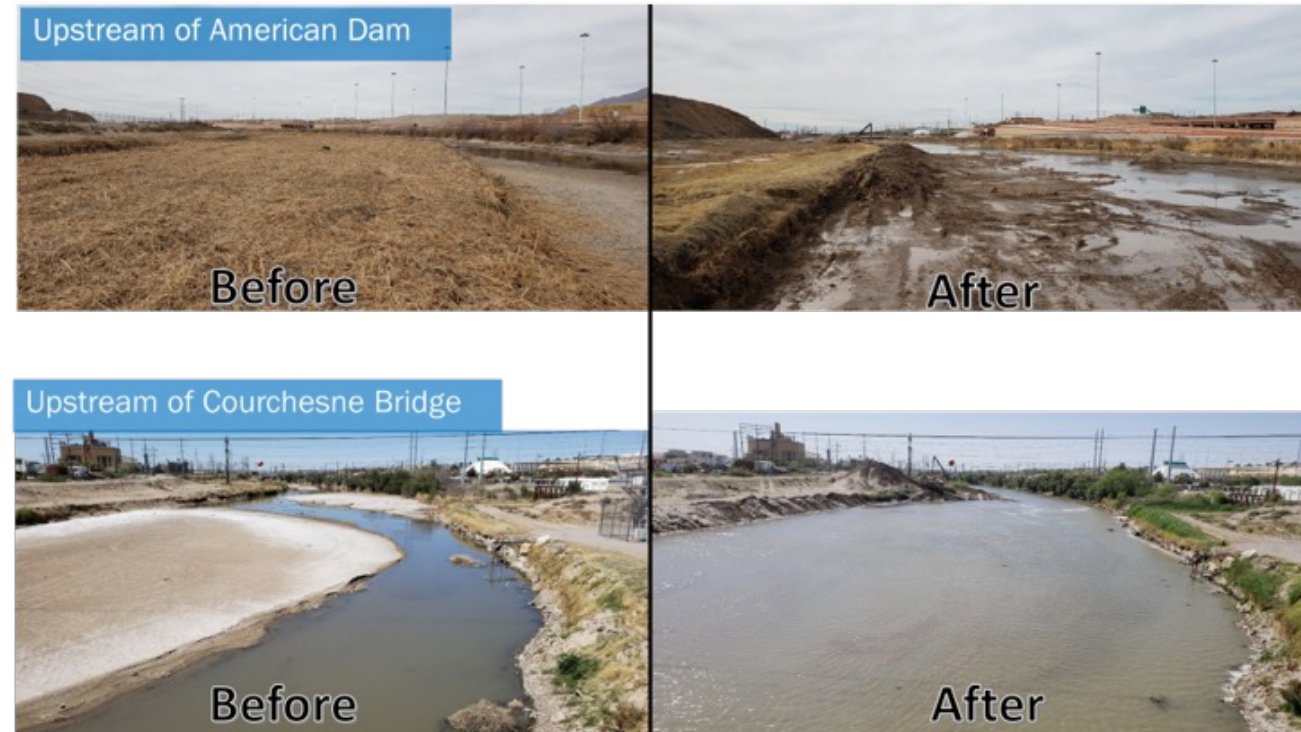 Upstream of American Dam
Before
After
Upstream of Courchesne Bridge
Before
After